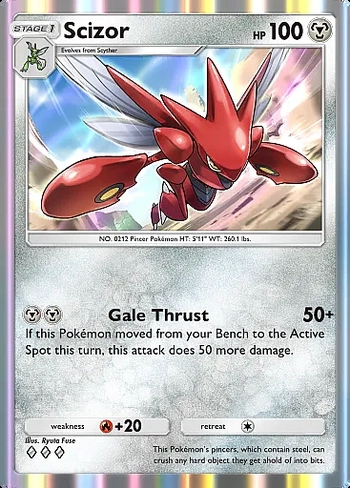 STAGE 1
Scizor
HP 100
Evolves from Scyther
NO. 0212 Pincer Pokémon HT: 5'11" WT: 260.1 lbs.
Gale Thrust 50+
If this Pokémon moved from your Bench to the Active
Spot this turn, this attack does 50 more damage.
weakness +20 retreat
Illus. Ryuta Fuse
This Pokémon's pincers, which contain steel, can
crush any hard object they get ahold of into bits.